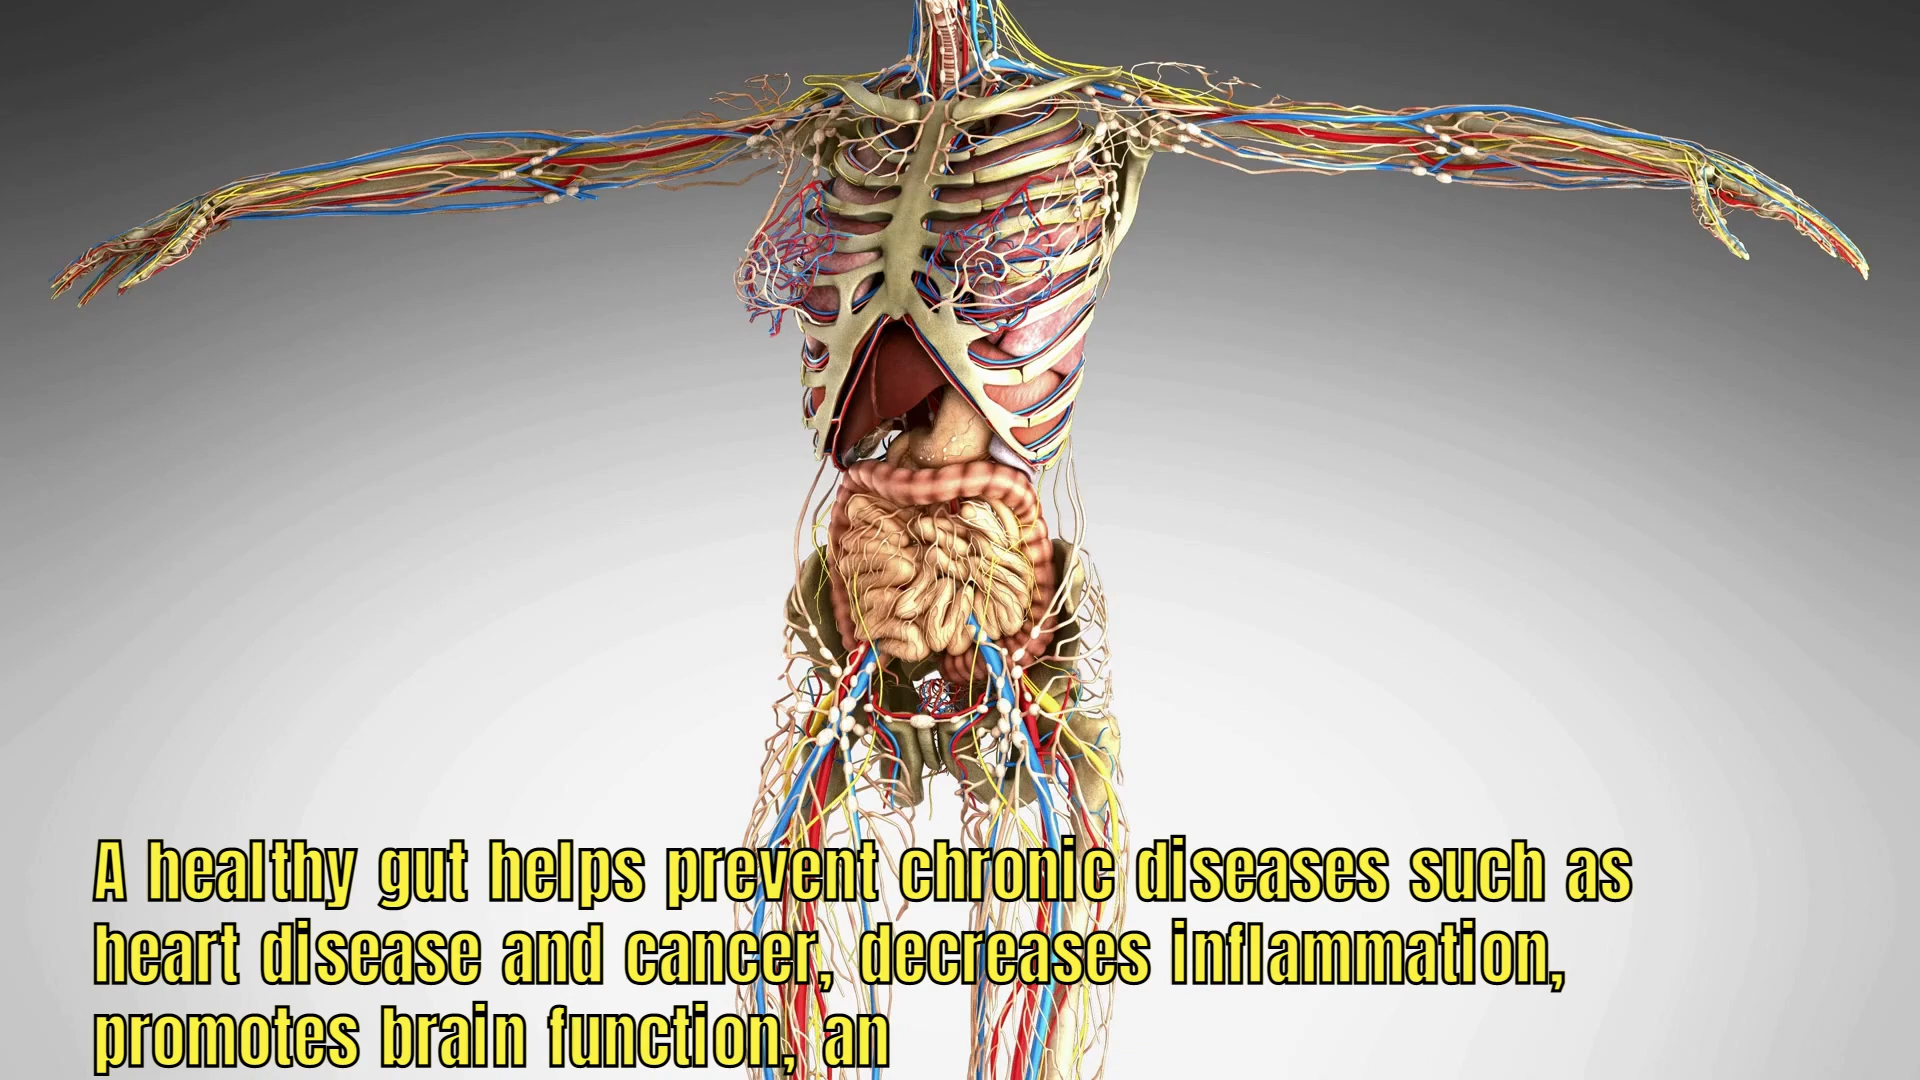 A healthy gut helps prevent chronic diseases such as
heart disease and cancer, decreases inflammation,
promotes brain function, an